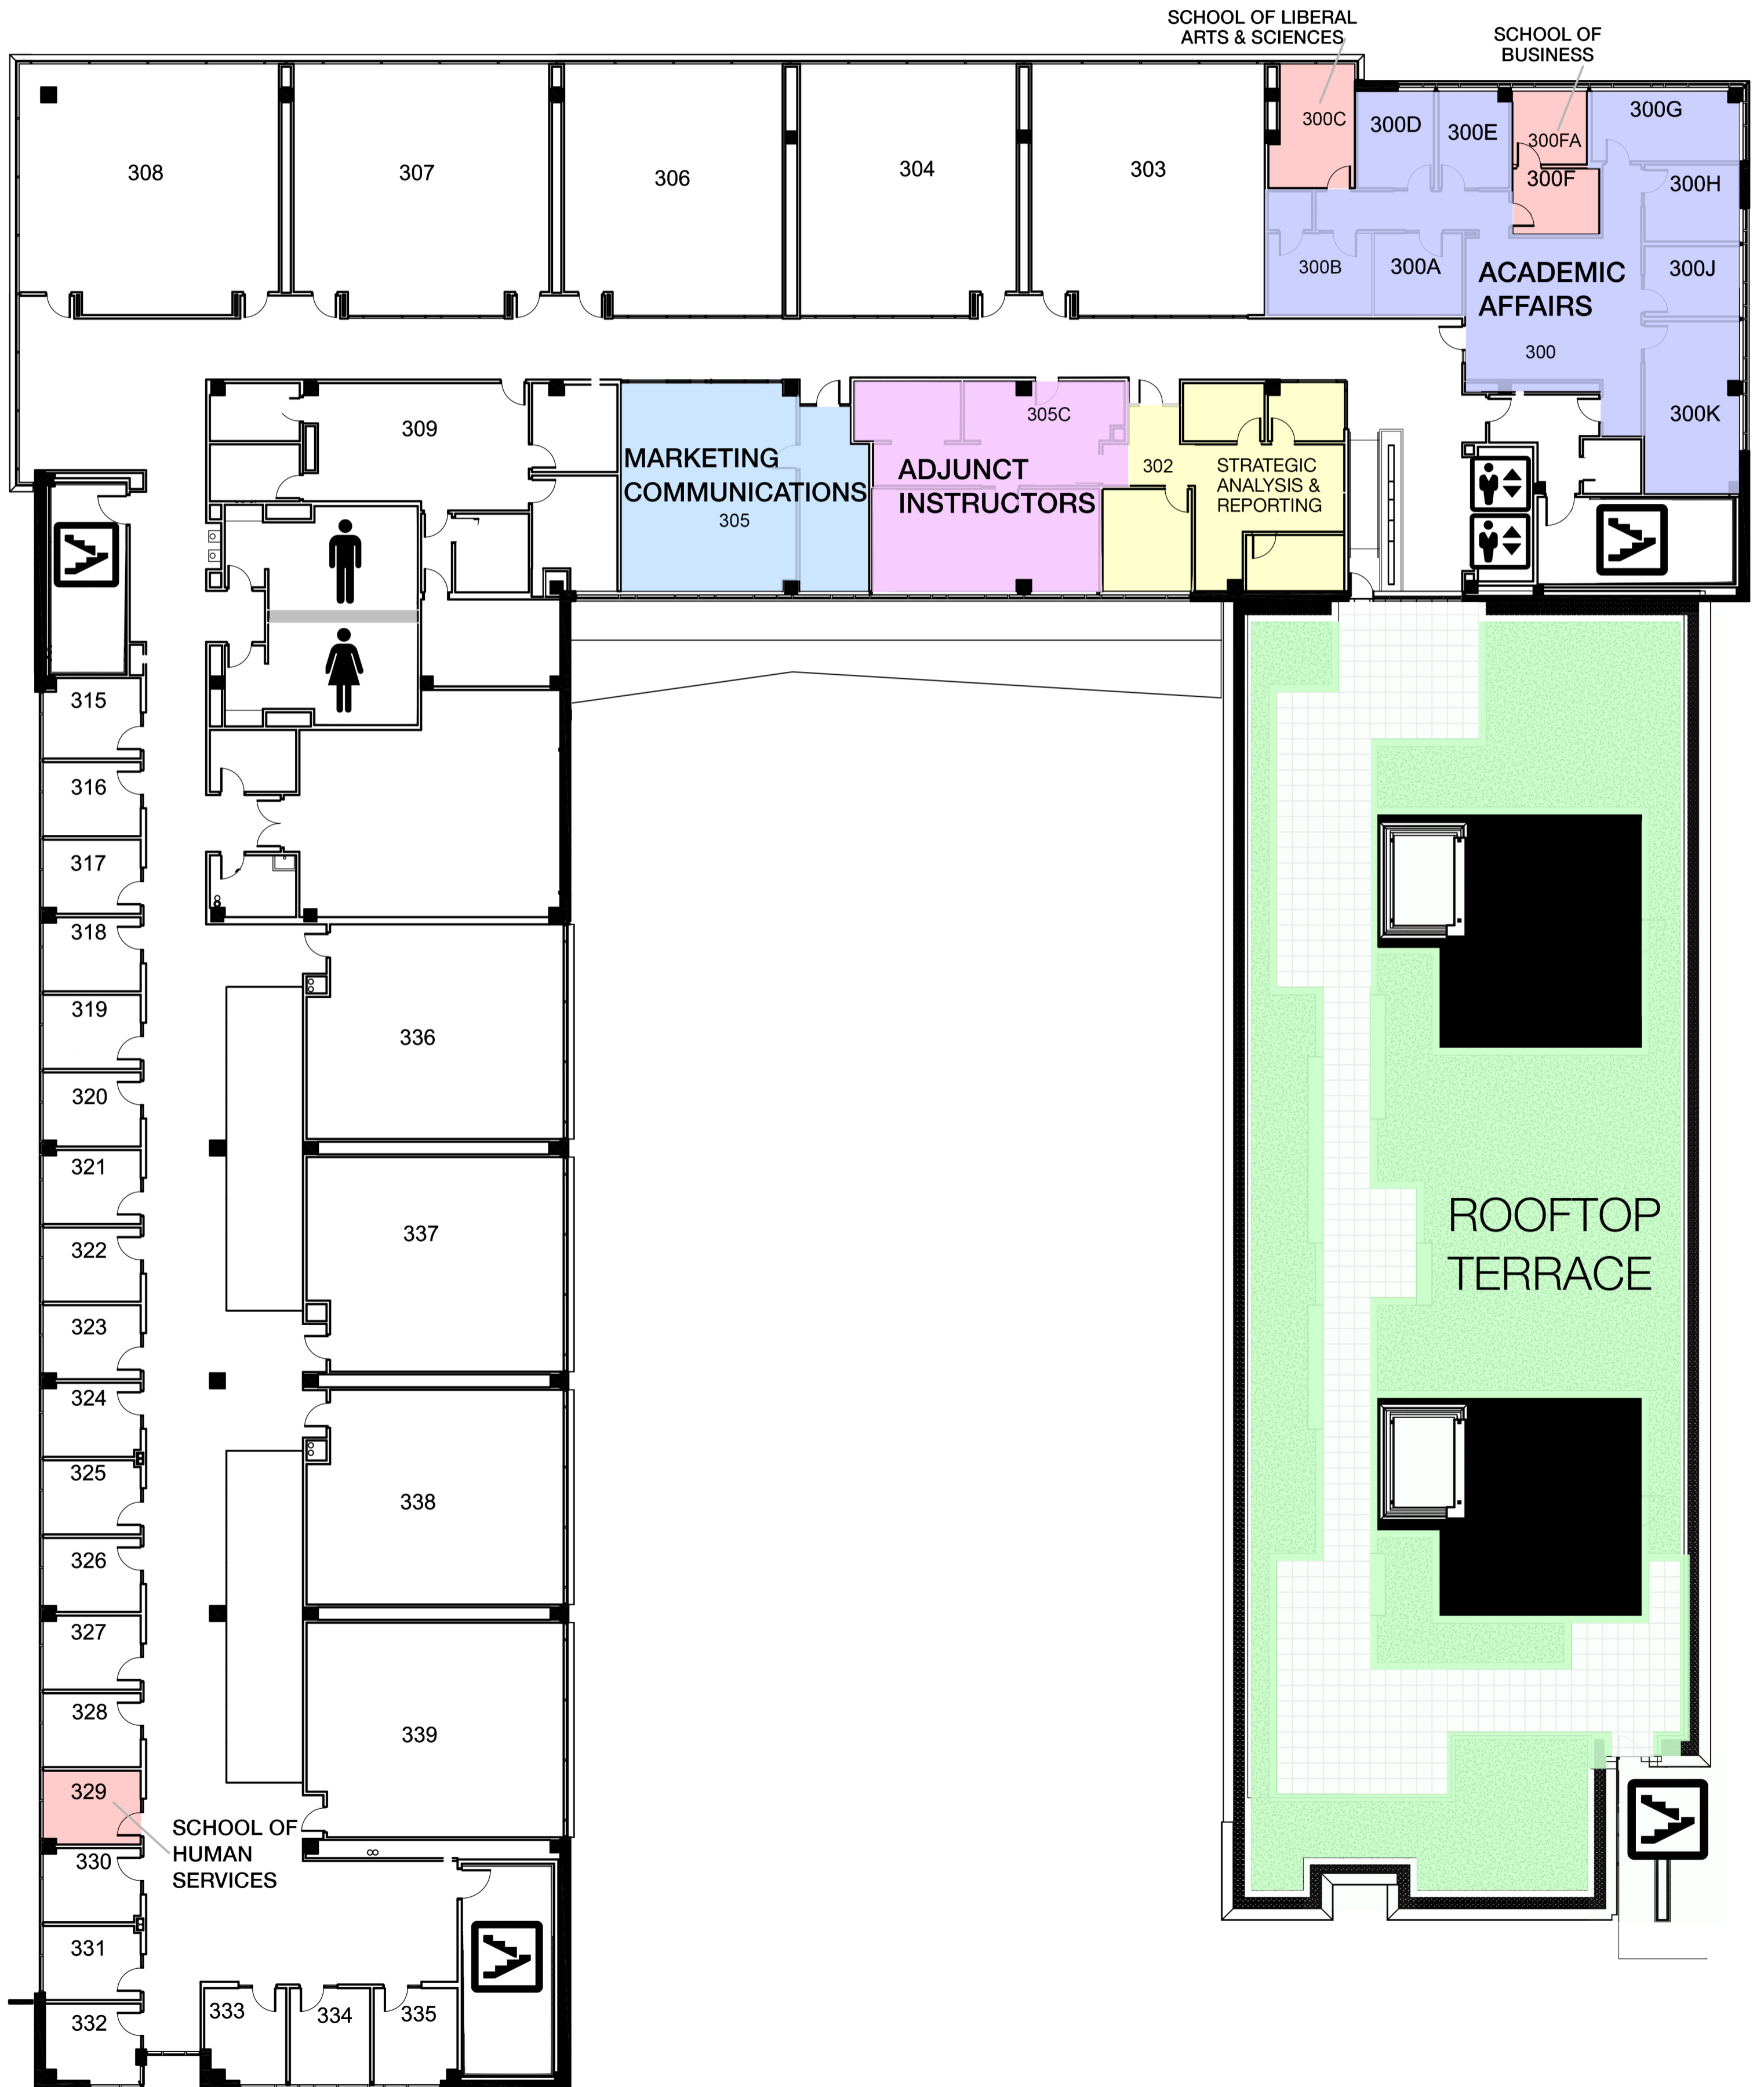 SCHOOL OF LIBERAL
ARTS & SCIENCES
SCHOOL OF
BUSINESS
308
307
306
304
303
300C
300D
300E
300FA
300F
300G
300H
300B
300A
300J
ACADEMIC
AFFAIRS
300
300K
309
MARKETING
COMMUNICATIONS
305
305C
ADJUNCT
INSTRUCTORS
302
STRATEGIC
ANALYSIS &
REPORTING
315
316
317
318
319
320
321
322
323
324
325
326
327
328
329
330
331
332
SCHOOL OF
HUMAN
SERVICES
333
334
335
336
337
338
339
ROOFTOP
TERRACE